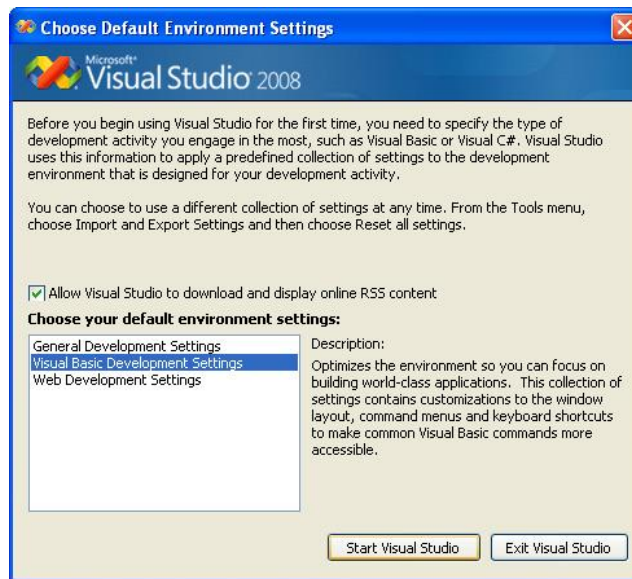 Choose Default Environment Settings
Microsoft
Visual Studio 2008
Before you begin using Visual Studio for the first time, you need to specify the type of
development activity you engage in the most, such as Visual Basic or Visual C#. Visual Studio
uses this information to apply a predefined collection of settings to the development
environment that is designed for your development activity.
You can choose to use a different collection of settings at any time. From the Tools menu,
choose Import and Export Settings and then choose Reset all settings.
Allow Visual Studio to download and display online RSS content
Choose your default environment settings:
General Development Settings
Visual Basic Development Settings
Web Development Settings
Description:
Optimizes the environment so you can focus on
building world-class applications. This collection of
settings contains customizations to the window
layout, command menus and keyboard shortcuts
to make common Visual Basic commands more
accessible.
Start Visual Studio
Exit Visual Studio